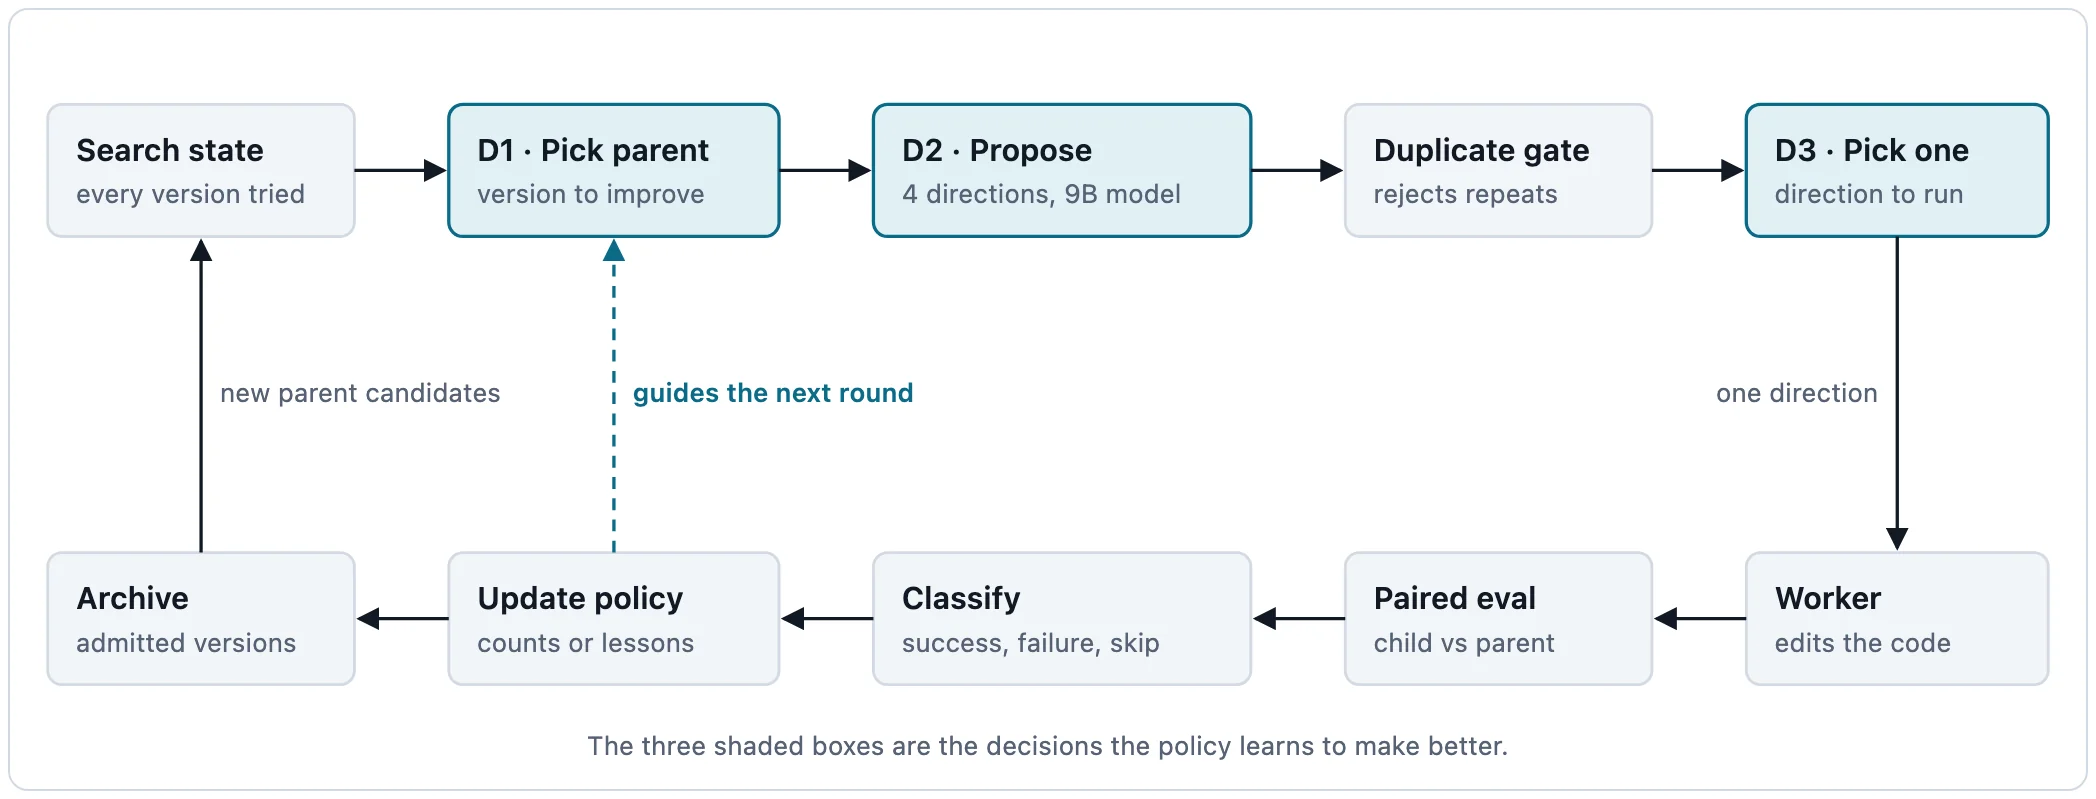 Search state
every version tried
D1 · Pick parent
version to improve
D2 · Propose
4 directions, 9B model
Duplicate gate
rejects repeats
D3 · Pick one
direction to run
new parent candidates
guides the next round
one direction
Archive
admitted versions
Update policy
counts or lessons
Classify
success, failure, skip
Paired eval
child vs parent
Worker
edits the code
The three shaded boxes are the decisions the policy learns to make better.